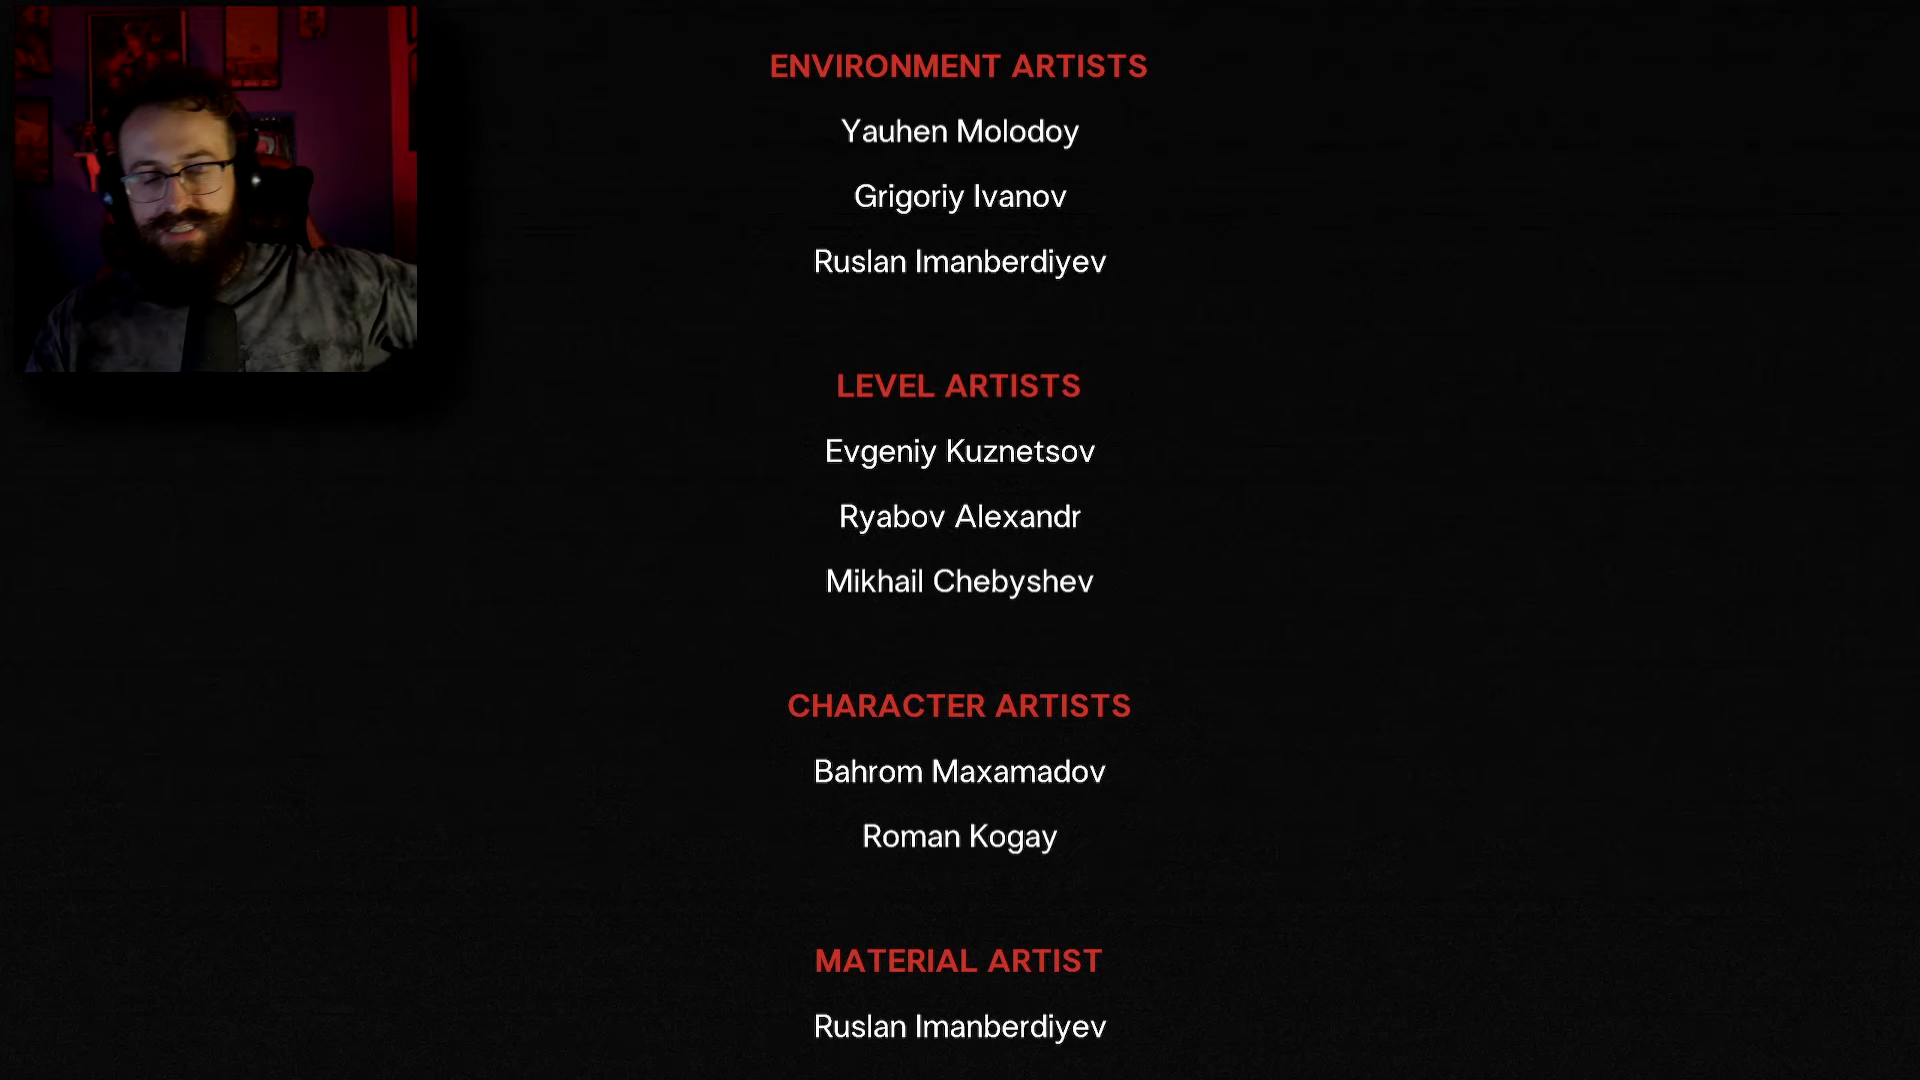 ENVIRONMENT ARTISTS
Yauhen Molodoy
Grigoriy Ivanov
Ruslan Imanberdiyev
LEVEL ARTISTS
Evgeniy Kuznetsov
Ryabov Alexandr
Mikhail Chebyshev
CHARACTER ARTISTS
Bahrom Maxamadov
Roman Kogay
MATERIAL ARTIST
Ruslan Imanberdiyev